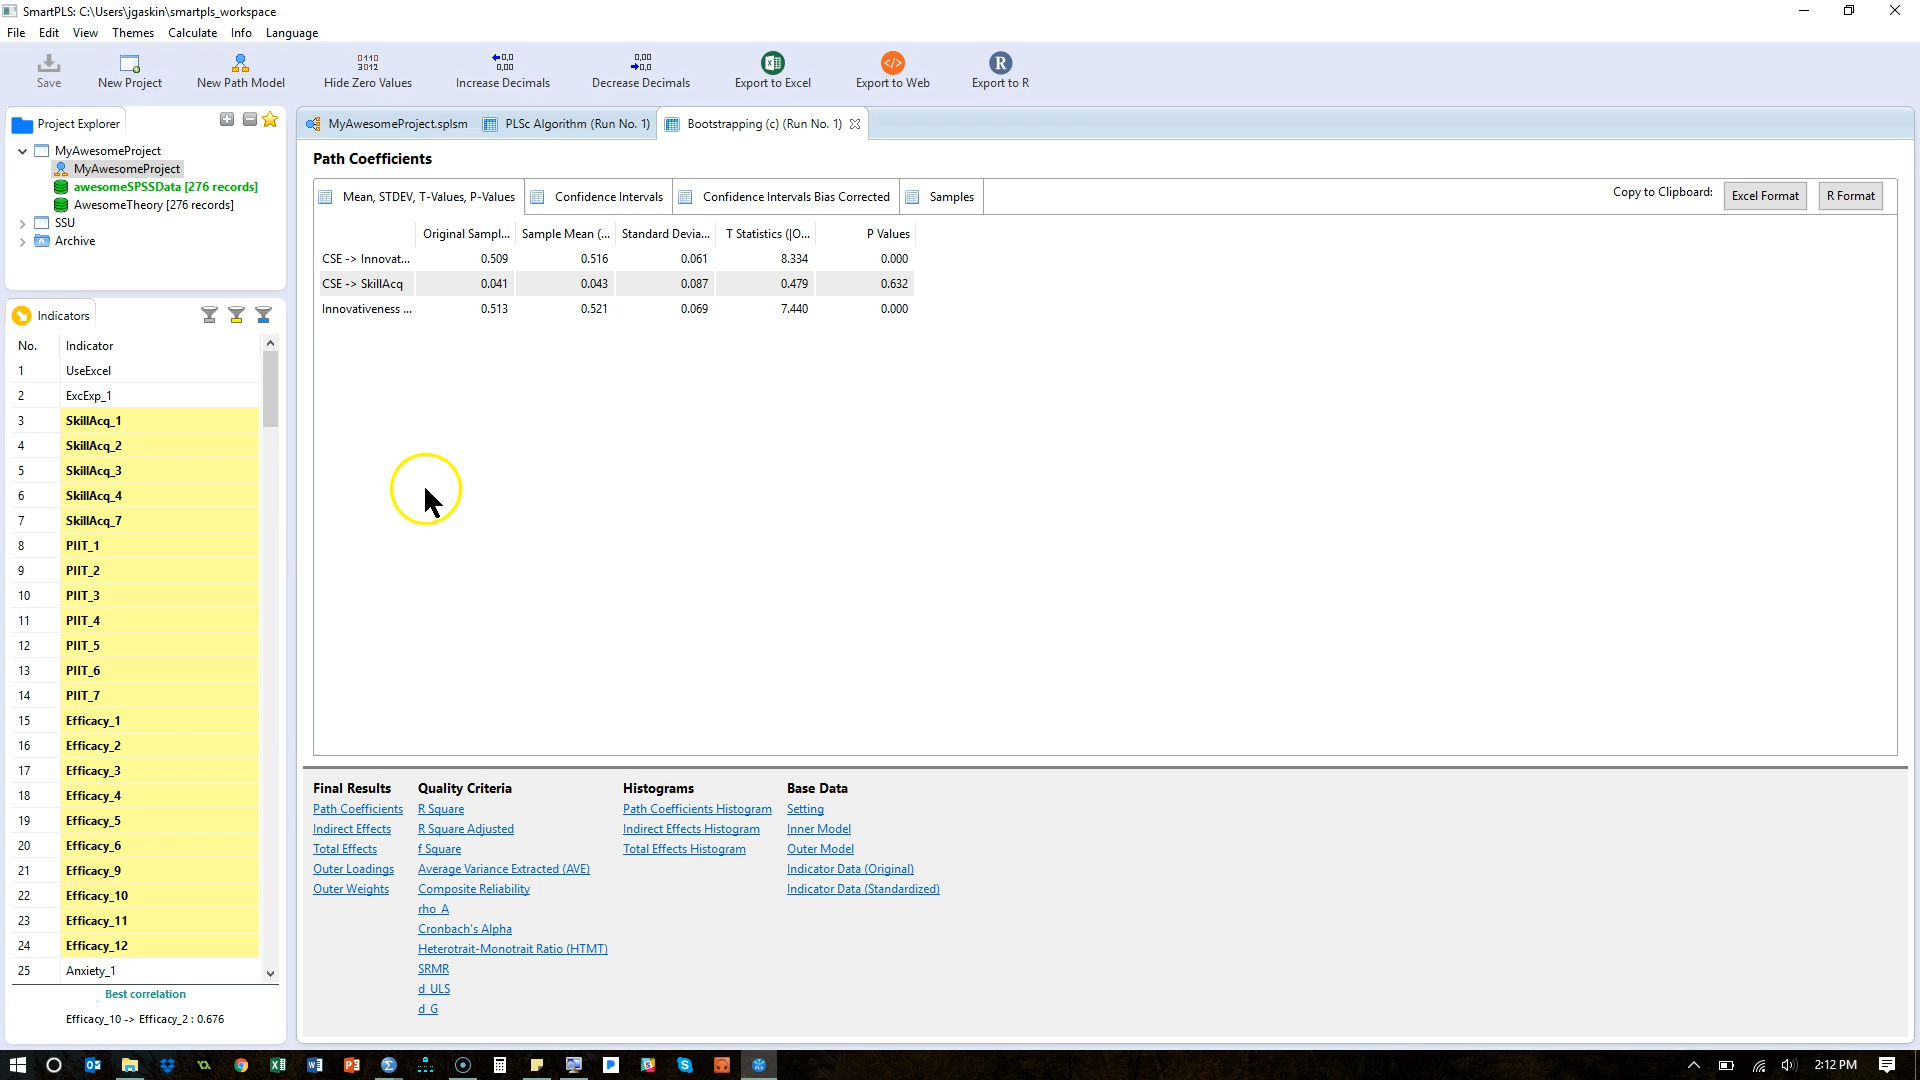 SmartPLS: C:\Users\jgaskin\smartpls_workspace
File Edit View Themes Calculate Info Language
0110
3012
0,0
0,00
0,00
0,0
Save New Project New Path Model Hide Zero Values Increase Decimals Decrease Decimals Export to Excel Export to Web Export to R
Project Explorer
MyAwesomeProject
MyAwesomeProject
awesomeSPSSData [276 records]
AwesomeTheory [276 records]
SSU
Archive
Indicators
No. Indicator
1 UseExcel
2 ExcExp_1
3 SkillAcq_1
4 SkillAcq_2
5 SkillAcq_3
6 SkillAcq_4
7 SkillAcq_7
8 PIIT_1
9 PIIT_2
10 PIIT_3
11 PIIT_4
12 PIIT_5
13 PIIT_6
14 PIIT_7
15 Efficacy_1
16 Efficacy_2
17 Efficacy_3
18 Efficacy_4
19 Efficacy_5
20 Efficacy_6
21 Efficacy_9
22 Efficacy_10
23 Efficacy_11
24 Efficacy_12
25 Anxiety_1
Best correlation
Efficacy_10 -> Efficacy_2 : 0.676
MyAwesomeProject.splsm PLSc Algorithm (Run No. 1) Bootstrapping (c) (Run No. 1)
Path Coefficients
Mean, STDEV, T-Values, P-Values Confidence Intervals Confidence Intervals Bias Corrected Samples Copy to Clipboard: Excel Format R Format
Original Sampl... Sample Mean (... Standard Devia... T Statistics (|O... P Values
CSE -> Innovat... 0.509 0.516 0.061 8.334 0.000
CSE -> SkillAcq 0.041 0.043 0.087 0.479 0.632
Innovativeness ... 0.513 0.521 0.069 7.440 0.000
Final Results
Path Coefficients
Indirect Effects
Total Effects
Outer Loadings
Outer Weights
Quality Criteria
R Square
R Square Adjusted
f Square
Average Variance Extracted (AVE)
Composite Reliability
rho_A
Cronbach's Alpha
Heterotrait-Monotrait Ratio (HTMT)
SRMR
d_ULS
d_G
Histograms
Path Coefficients Histogram
Indirect Effects Histogram
Total Effects Histogram
Base Data
Setting
Inner Model
Outer Model
Indicator Data (Original)
Indicator Data (Standardized)
2:12 PM